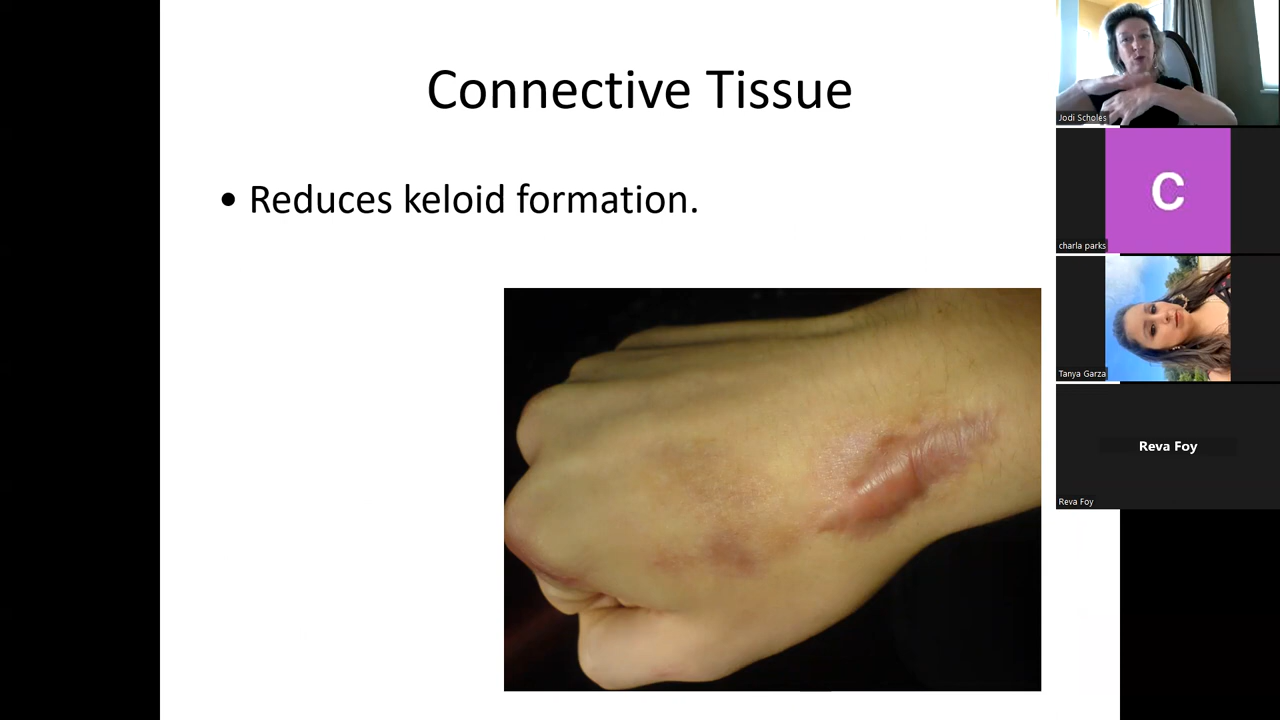 Connective Tissue
• Reduces keloid formation.
Jodi Scholes
C
charla parks
Tanya Garza
Reva Foy
Reva Foy